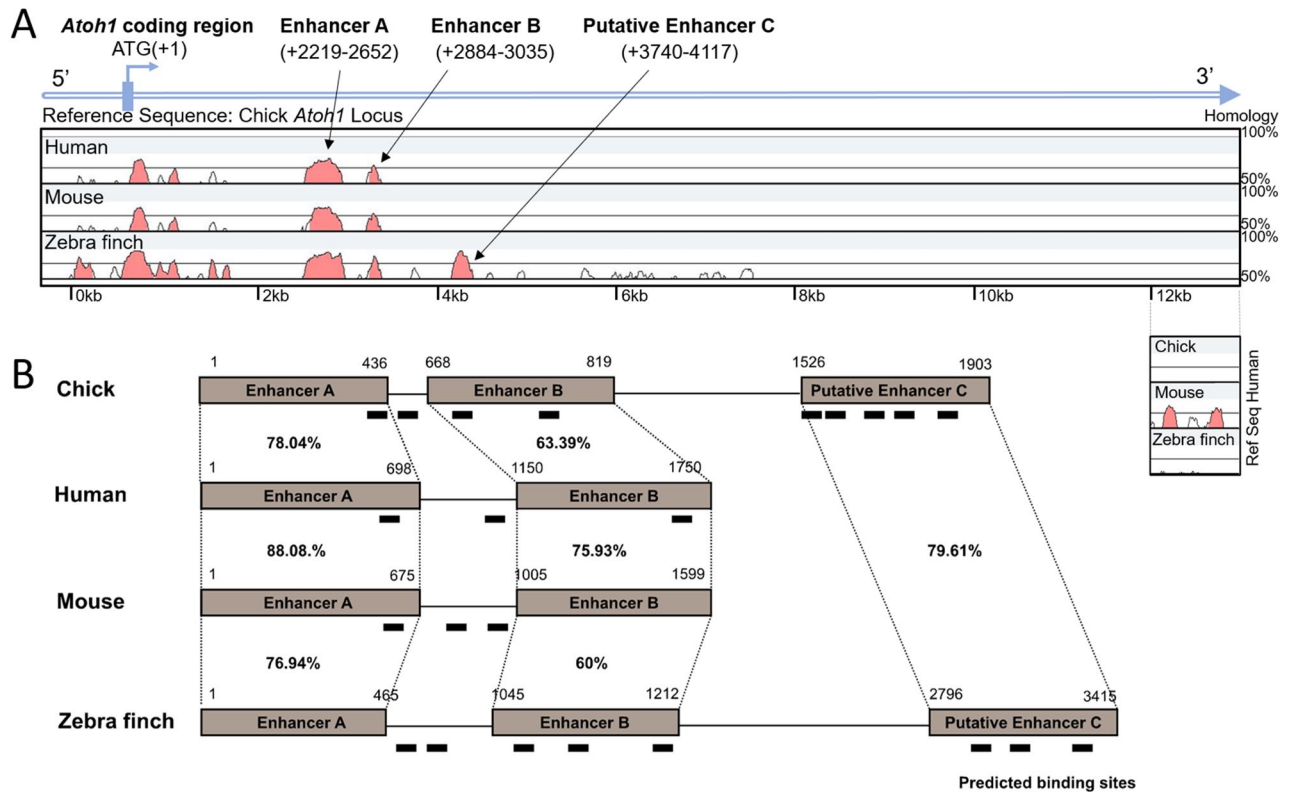 A
Atoh1 coding region Enhancer A Enhancer B Putative Enhancer C
ATG(+1) (+2219-2652) (+2884-3035) (+3740-4117)
5’ 3’
Reference Sequence: Chick Atoh1 Locus Homology
100%
Human
50%
100%
Mouse
50%
100%
Zebra finch
50%
0kb 2kb 4kb 6kb 8kb 10kb 12kb
Chick
Mouse
Zebra finch
Ref Seq Human
B
1 436 668 819 1526 1903
Chick Enhancer A Enhancer B Putative Enhancer C
78.04% 63.39%
1 698 1150 1750
Human Enhancer A Enhancer B
88.08.% 75.93% 79.61%
1 675 1005 1599
Mouse Enhancer A Enhancer B
76.94% 60%
1 465 1045 1212 2796 3415
Zebra finch Enhancer A Enhancer B Putative Enhancer C
Predicted binding sites